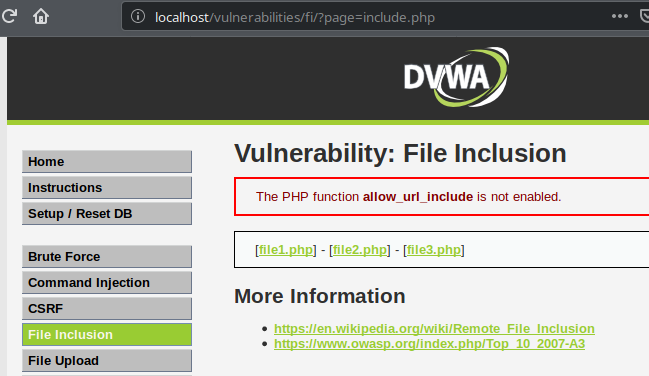 localhost/vulnerabilities/fi/?page=include.php
DVWA
Home
Instructions
Setup / Reset DB
Brute Force
Command Injection
CSRF
File Inclusion
File Upload
Vulnerability: File Inclusion
The PHP function allow_url_include is not enabled.
[file1.php] - [file2.php] - [file3.php]
More Information
https://en.wikipedia.org/wiki/Remote_File_Inclusion
https://www.owasp.org/index.php/Top_10_2007-A3